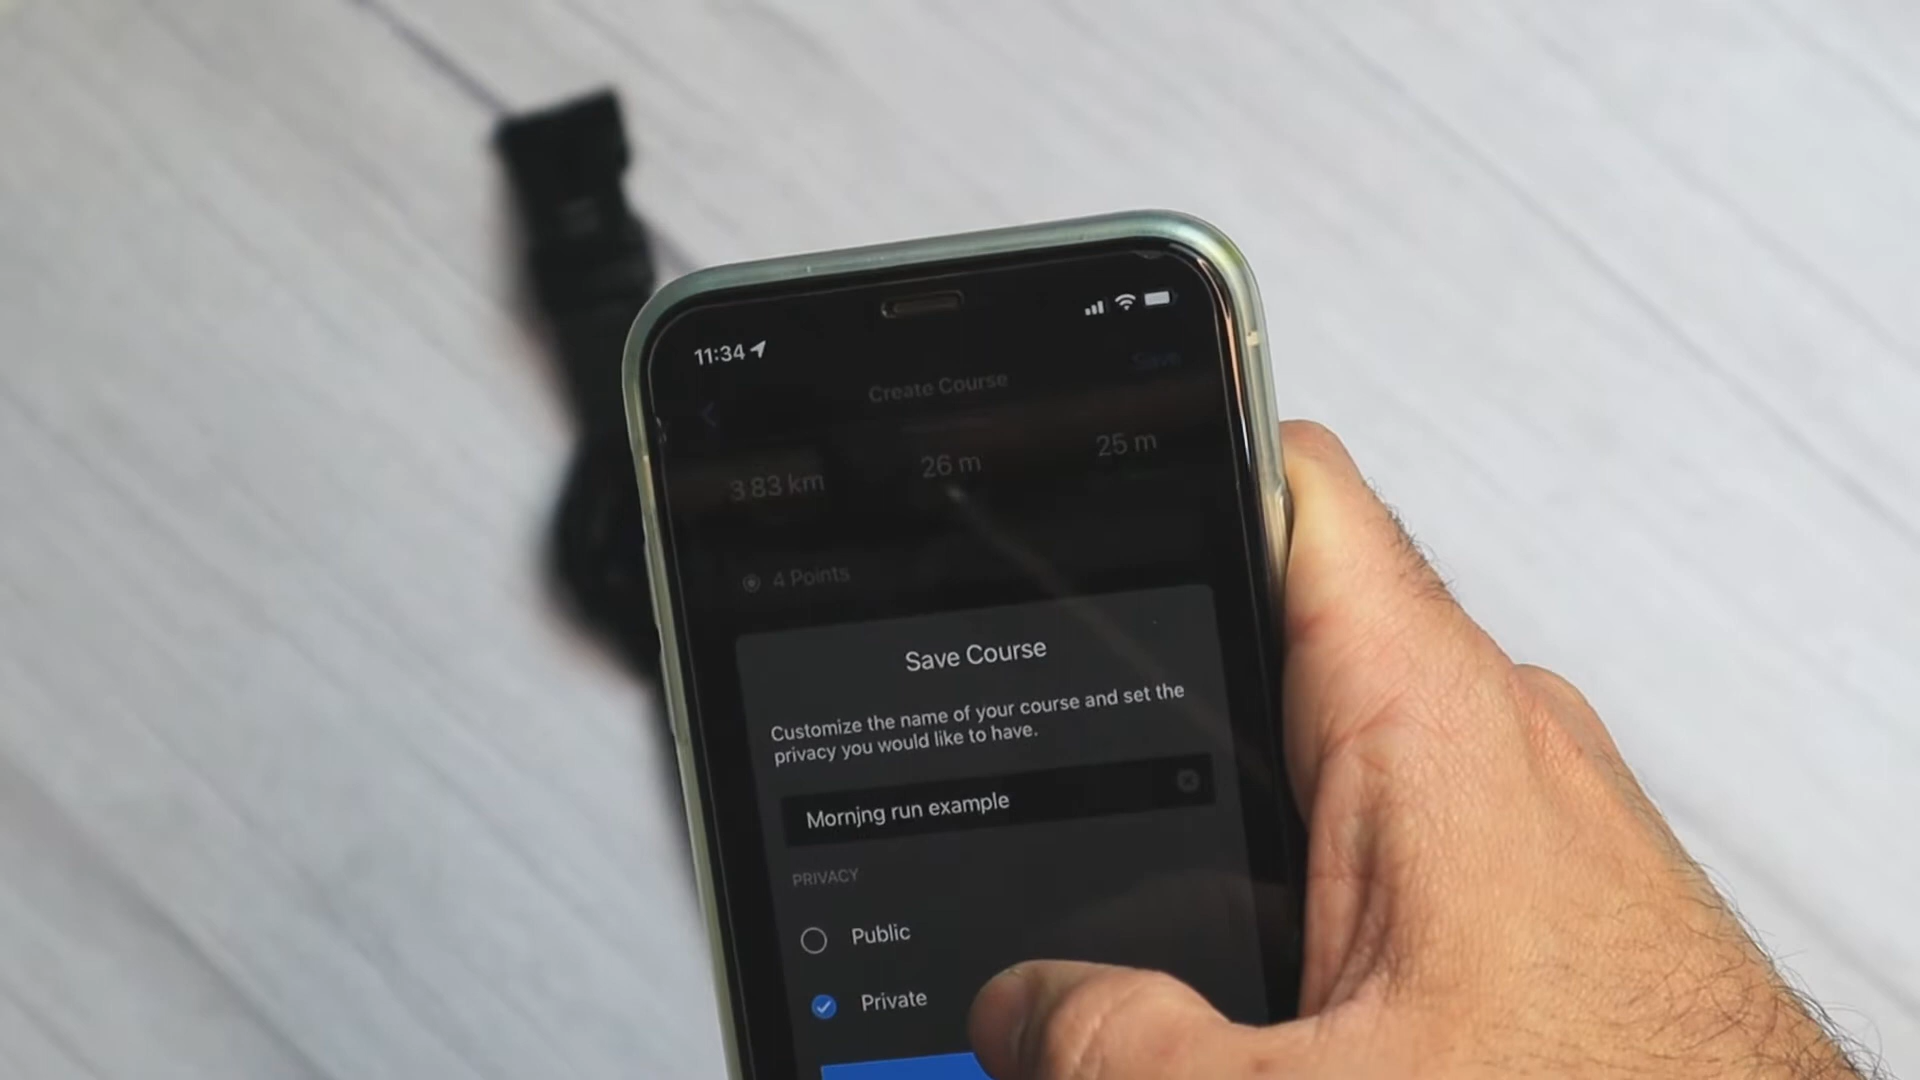 11:34
Save
Create Course
3.83 km
26 m
25 m
4 Points
Save Course
Customize the name of your course and set the
privacy you would like to have.
Mornjng run example
PRIVACY
Public
Private